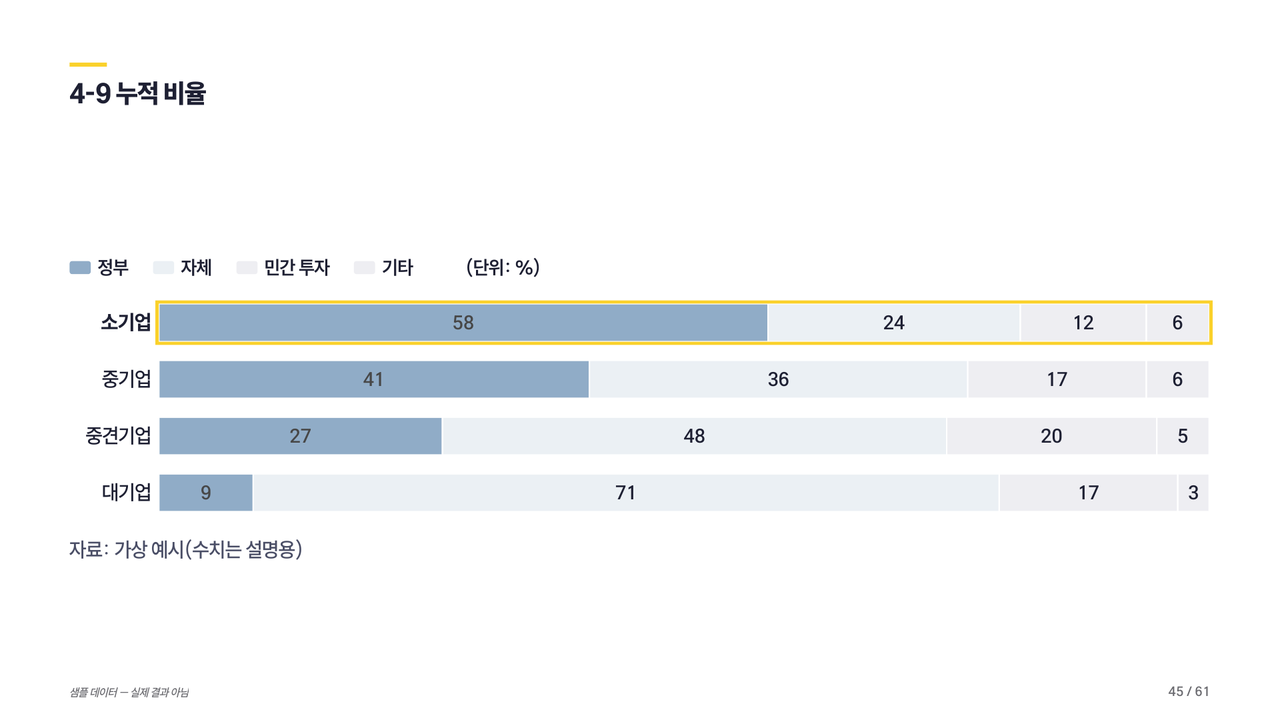 4-9 누적 비율
정부 자체 민간 투자 기타 (단위: %)
소기업 58 24 12 6
중기업 41 36 17 6
중견기업 27 48 20 5
대기업 9 71 17 3
자료: 가상 예시(수치는 설명용)
샘플 데이터 — 실제 결과 아님
45 / 61